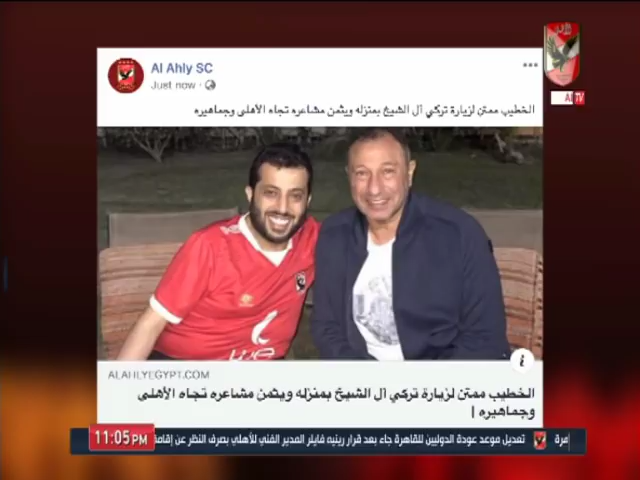 Al Ahly SC
Just now
الخطيب ممتن لزيارة تركي آل الشيخ بمنزله ويثمن مشاعره تجاه الأهلي وجماهيره
ALAHLYEGYPT.COM
الخطيب ممتن لزيارة تركي آل الشيخ بمنزله ويثمن مشاعره تجاه الأهلى
وجماهيره |
11:05 PM
تعديل موعد عودة الدوليين للقاهرة جاء بعد قرار رينيه فايلر المدير الفني للأهلي بصرف النظر عن إقامة
TV